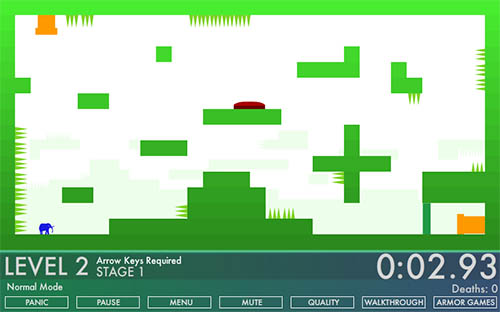 LEVEL 2
Arrow Keys Required
STAGE 1
0:02.93
Normal Mode
Deaths: 0
PANIC
PAUSE
MENU
MUTE
QUALITY
WALKTHROUGH
ARMOR GAMES